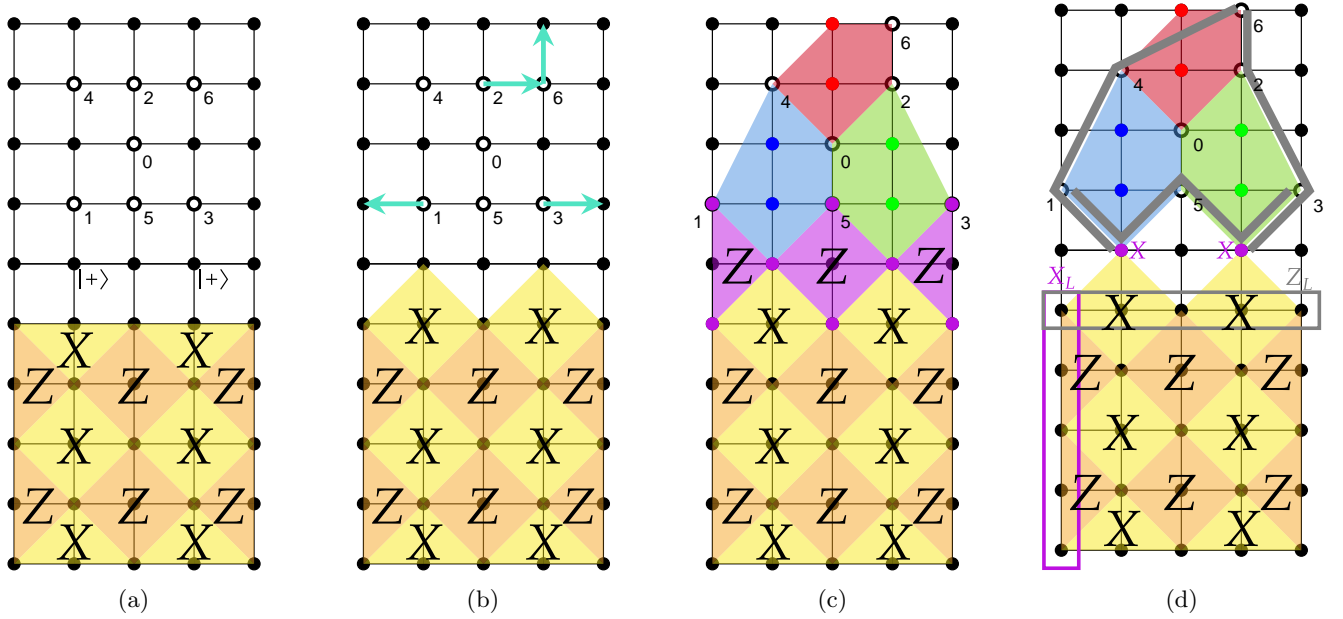 4 2 6
0
1 5 3
|+⟩ |+⟩
X X
Z Z Z
X X
Z Z Z
X X
(a)
4 2 6
0
1 5 3
X X
Z Z Z
X X
Z Z Z
X X
(b)
6
4 2
0
1 5 3
Z Z Z
X X
Z Z Z
X X
Z Z Z
X X
(c)
6
4 2
0
1 5 3
X X
X_L Z_L
X X
Z Z Z
X X
Z Z Z
X X
(d)